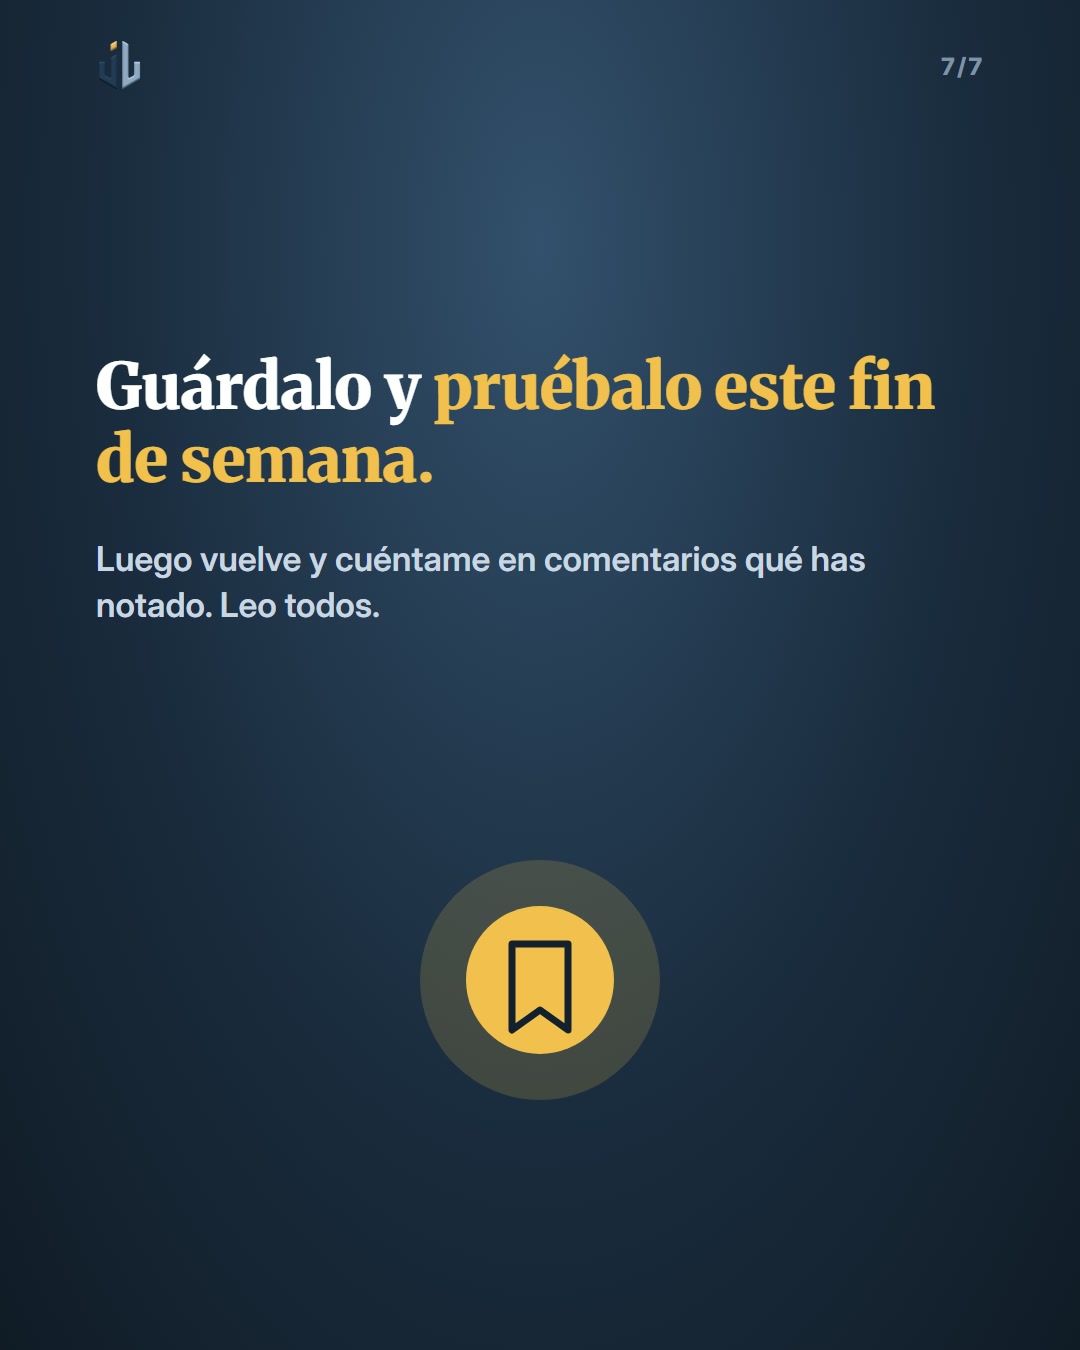 7/7
Guárdalo y pruébalo este fin
de semana.
Luego vuelve y cuéntame en comentarios qué has
notado. Leo todos.